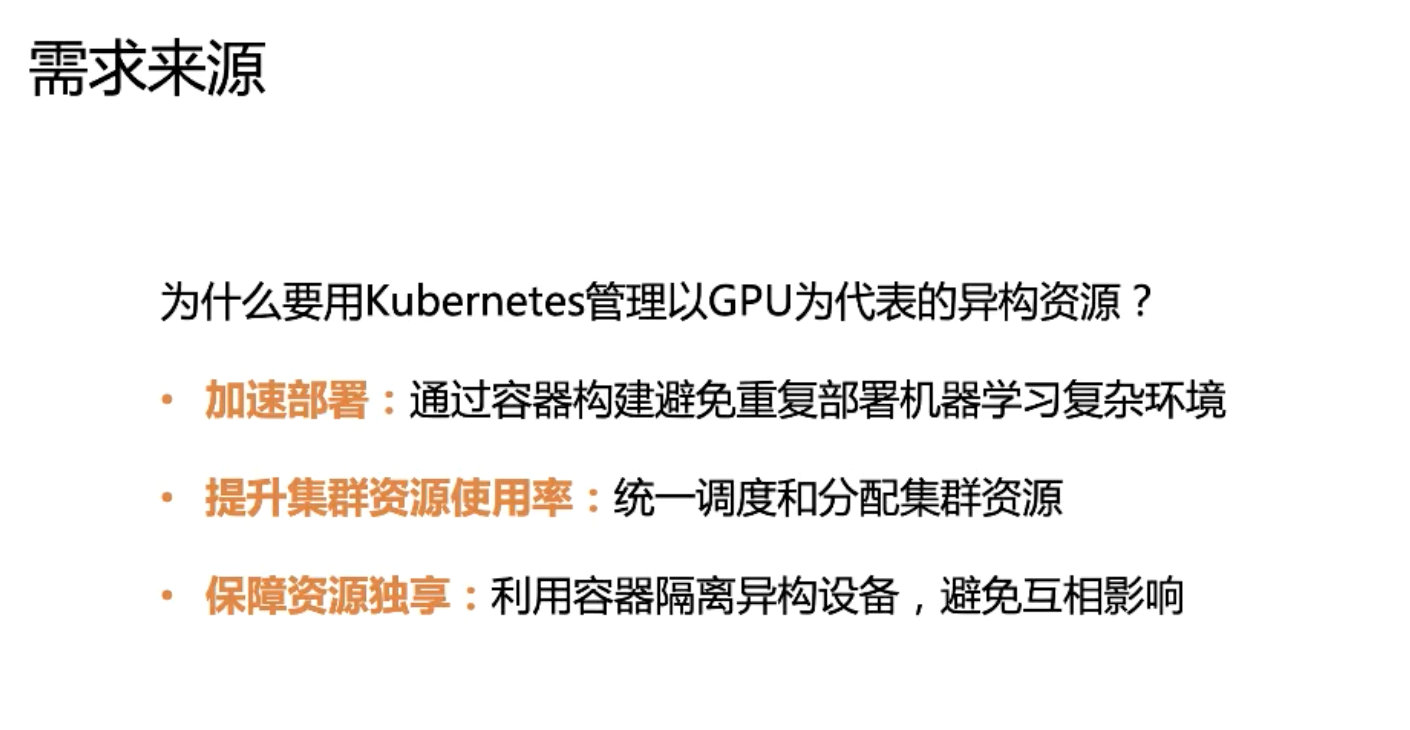 需求来源
为什么要用Kubernetes管理以GPU为代表的异构资源？
• 加速部署：通过容器构建避免重复部署机器学习复杂环境
• 提升集群资源使用率：统一调度和分配集群资源
• 保障资源独享：利用容器隔离异构设备，避免互相影响